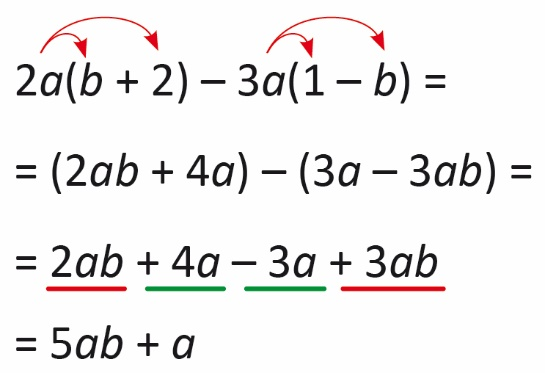 2a(b + 2) – 3a(1 – b) =
= (2ab + 4a) – (3a – 3ab) =
= 2ab + 4a – 3a + 3ab
= 5ab + a